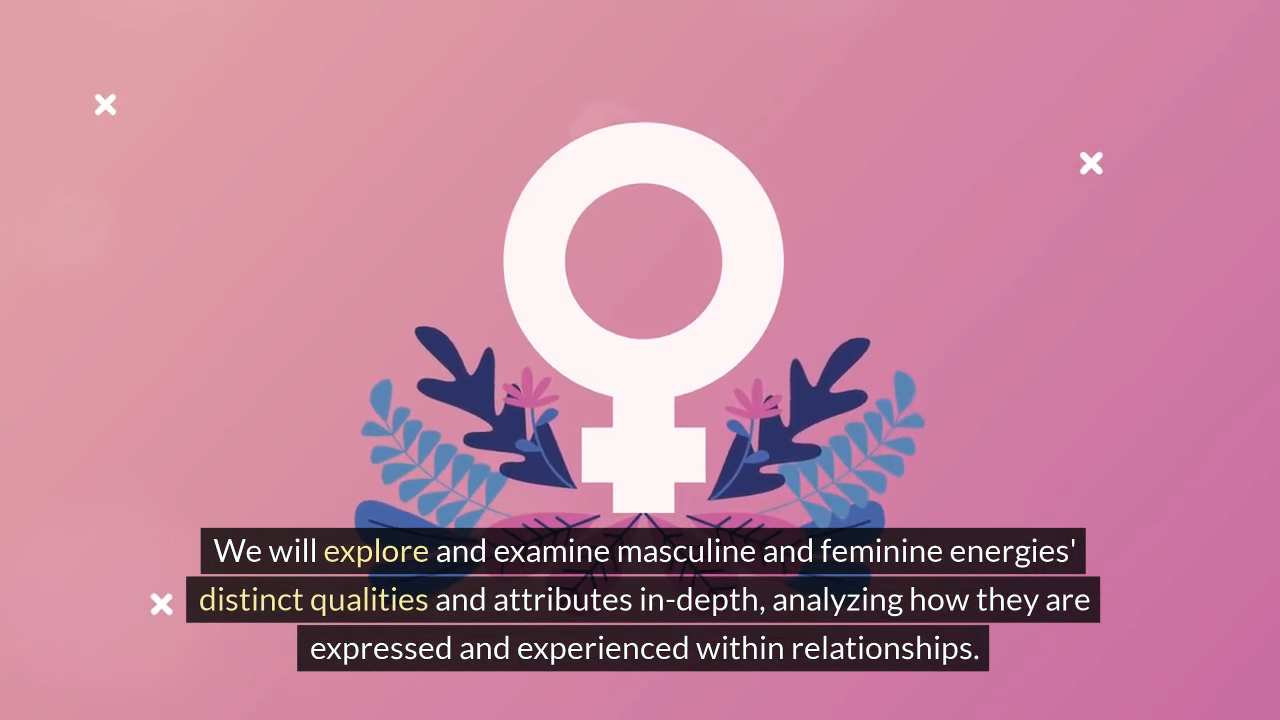 We will explore and examine masculine and feminine energies'
distinct qualities and attributes in-depth, analyzing how they are
expressed and experienced within relationships.